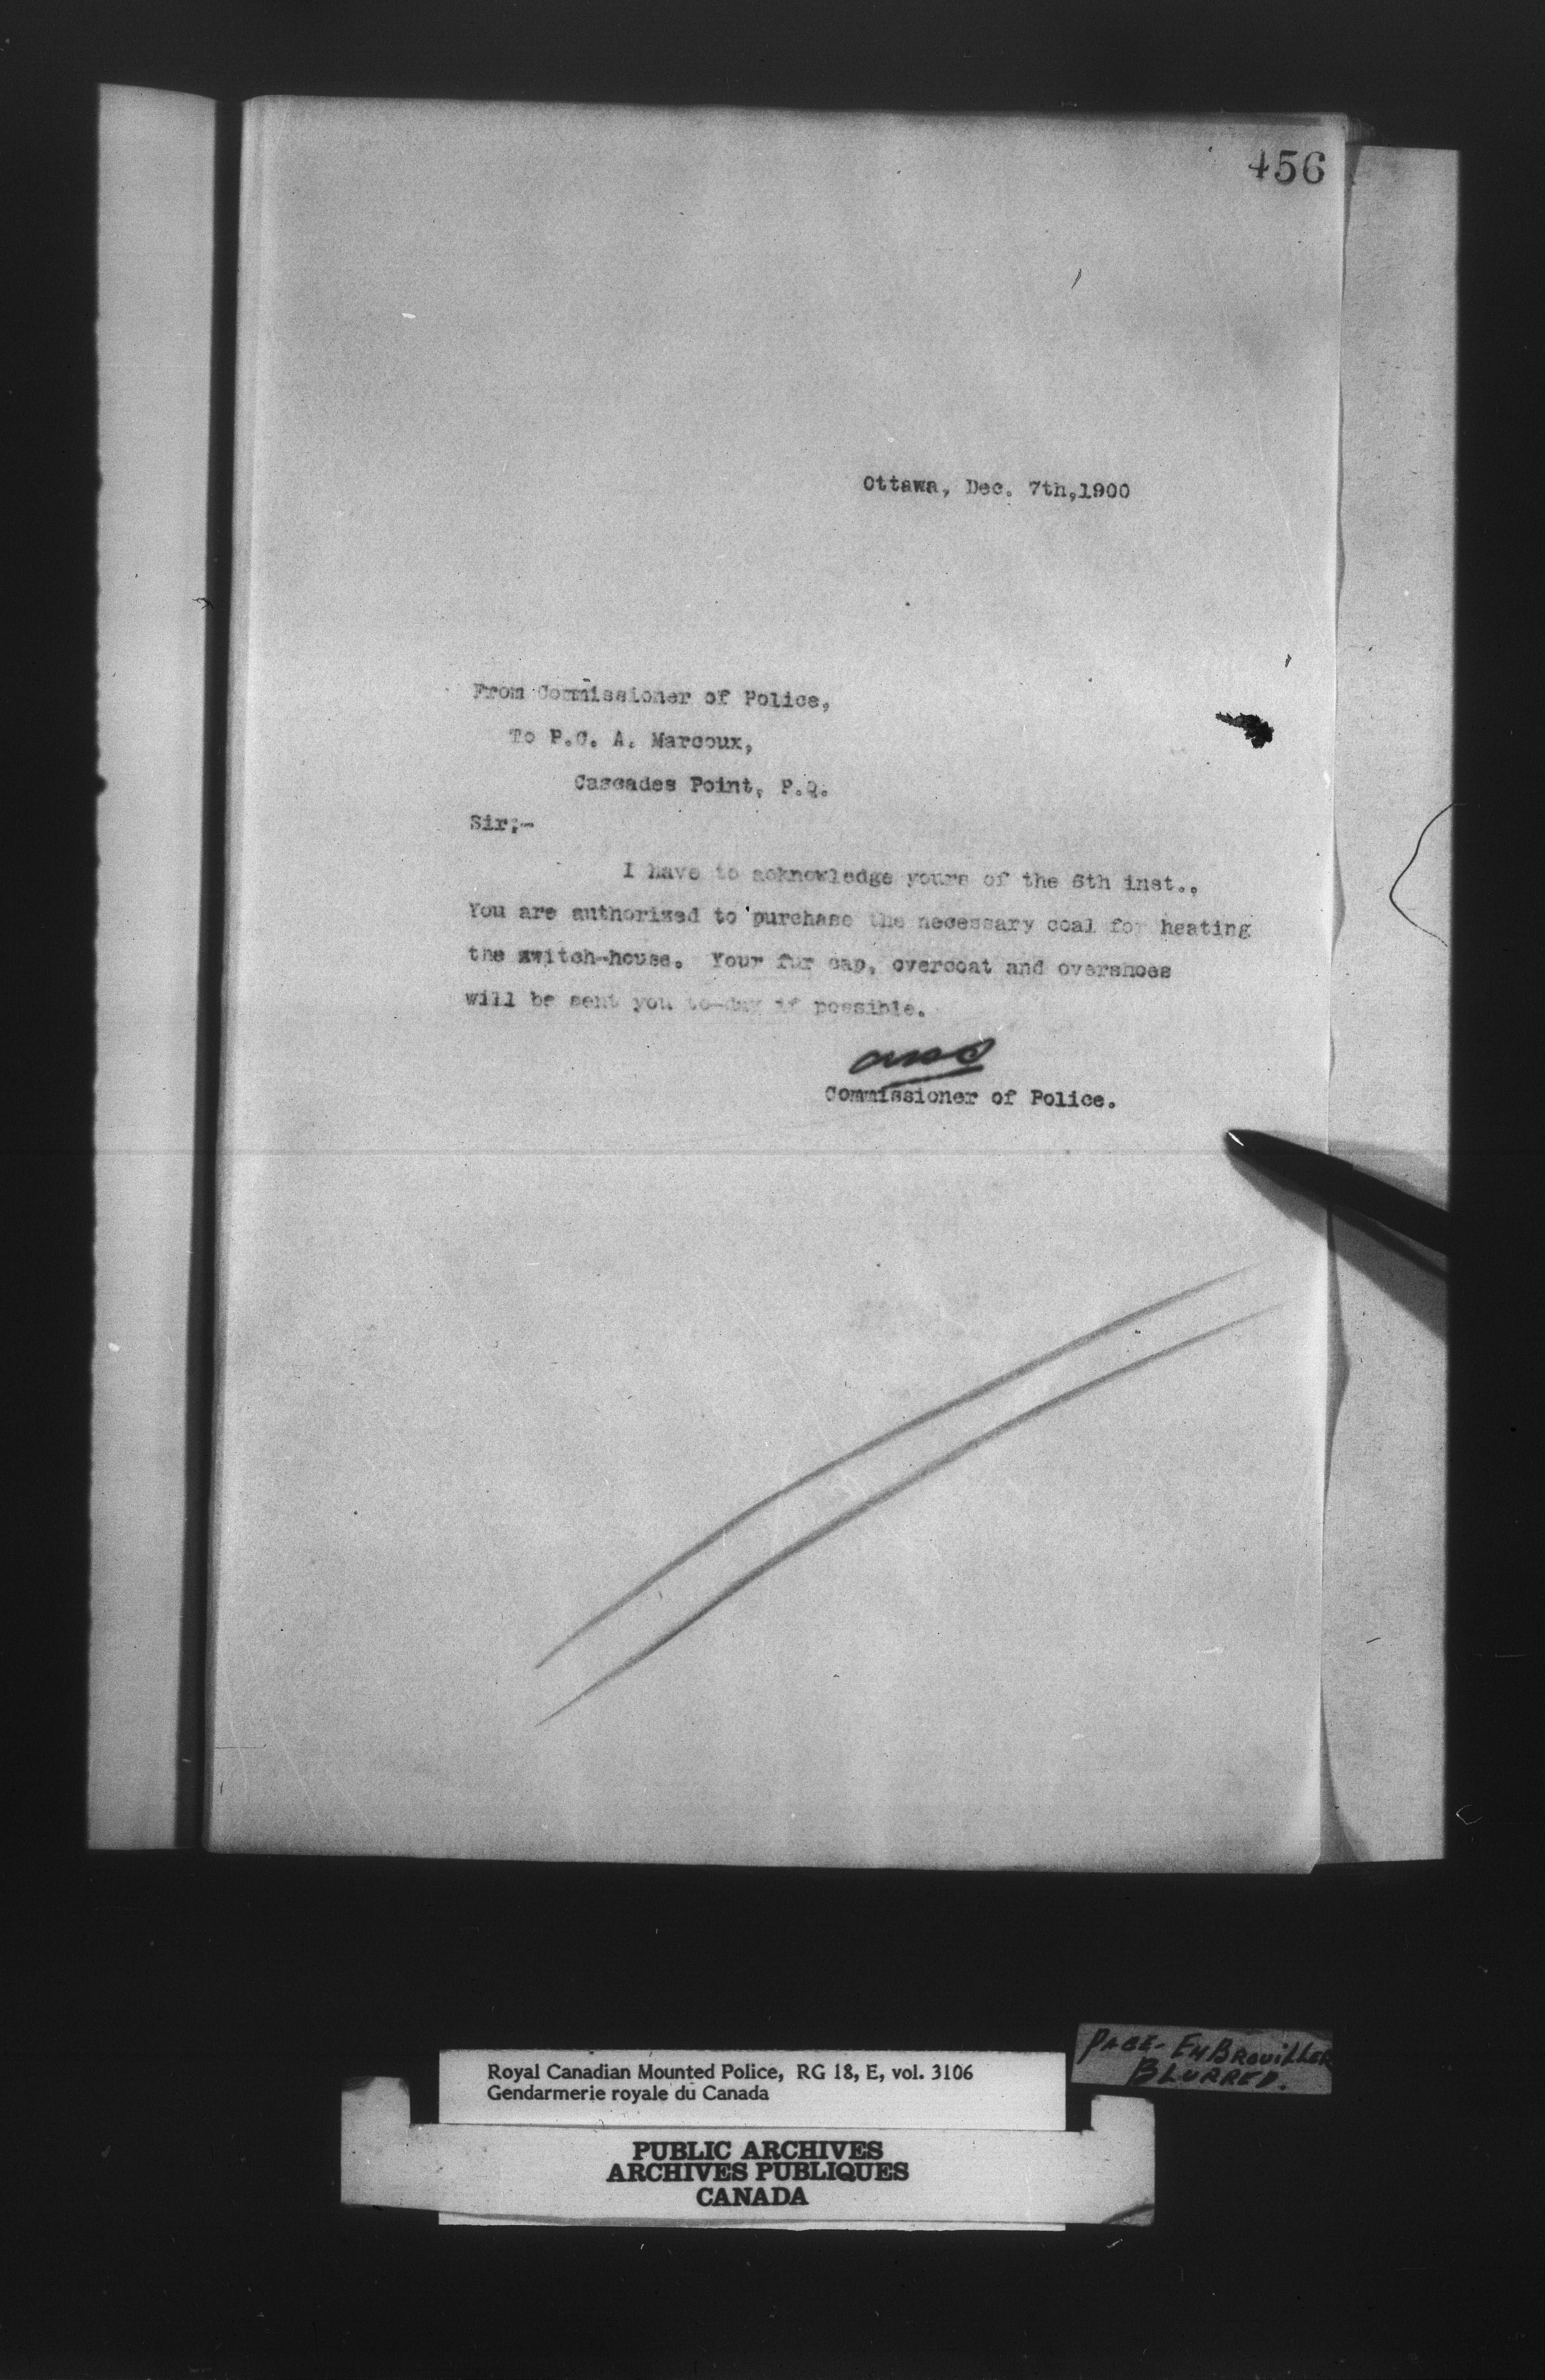 456
Ottawa, Dec. 7th,1900
From Commissioner of Police,
To P.C. A. Marcoux,
Cascades Point, P.Q.
Sir;-
I have to acknowledge yours of the 6th inst..
You are authorized to purchase the necessary coal for heating
the switch-house. Your fur cap, overcoat and overshoes
will be sent you to-day if possible.
Commissioner of Police.
PAGE- EMBROUILLER
BLURRED.
Royal Canadian Mounted Police, RG 18, E, vol. 3106
Gendarmerie royale du Canada
PUBLIC ARCHIVES
ARCHIVES PUBLIQUES
CANADA